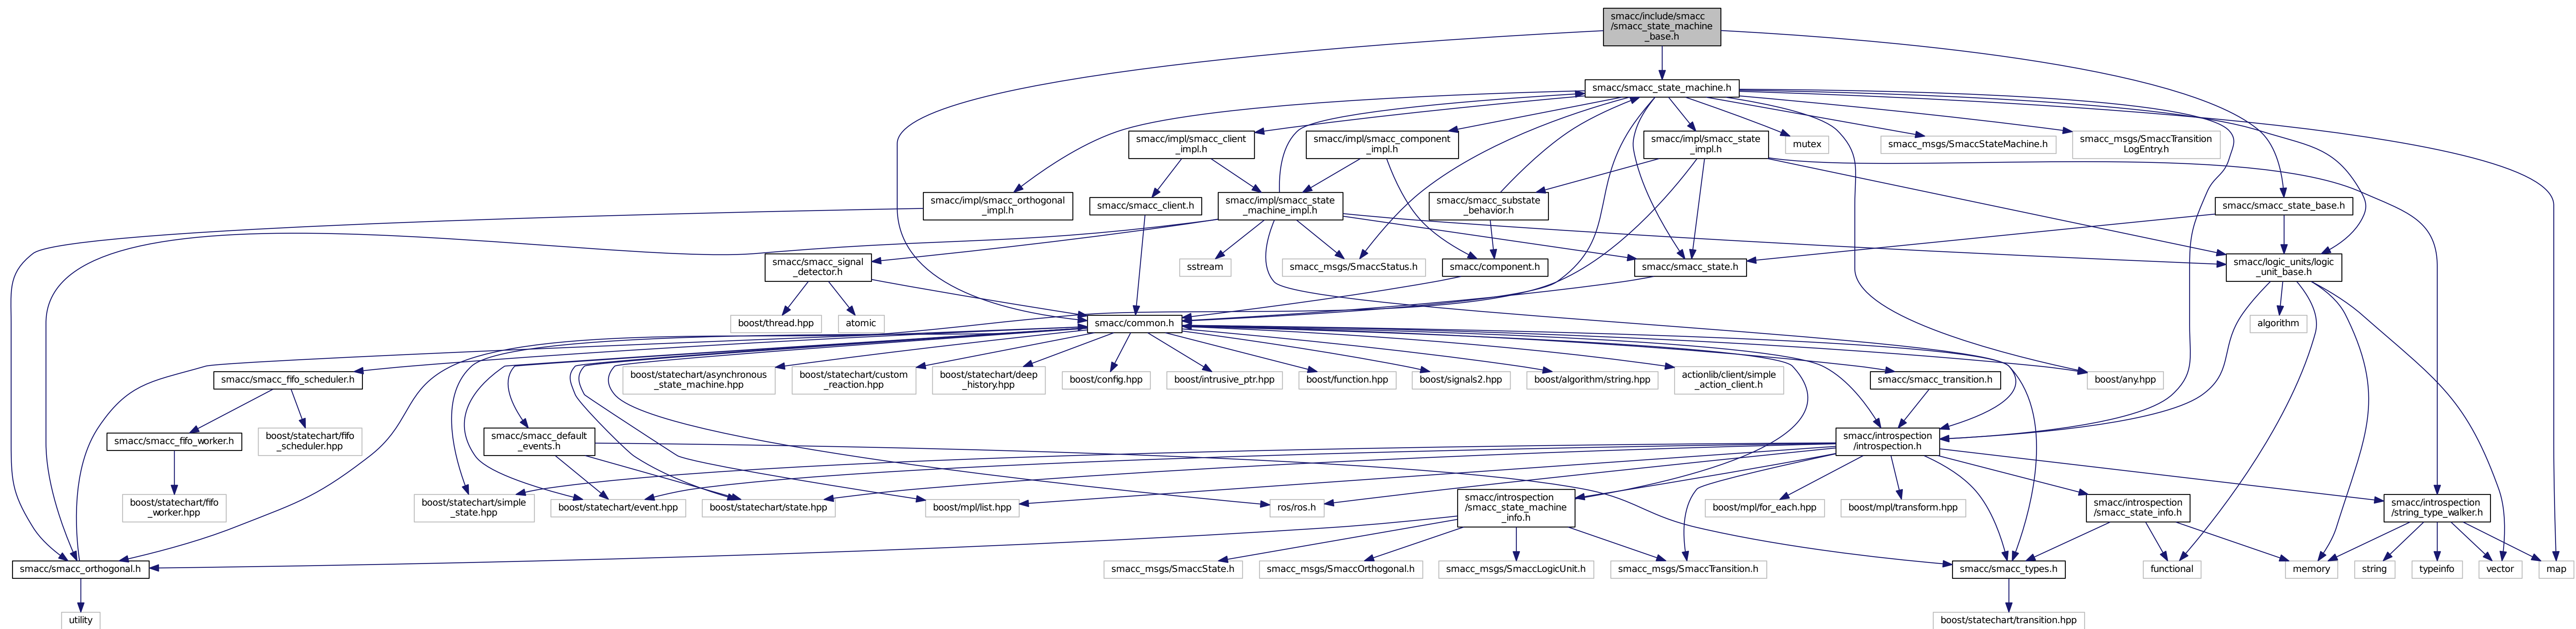 smacc/include/smacc
/smacc_state_machine
_base.h
smacc/smacc_state_machine.h
smacc/impl/smacc_client
_impl.h
smacc/impl/smacc_component
_impl.h
smacc/impl/smacc_state
_impl.h
mutex
smacc_msgs/SmaccStateMachine.h
smacc_msgs/SmaccTransition
LogEntry.h
smacc/impl/smacc_orthogonal
_impl.h
smacc/smacc_client.h
smacc/impl/smacc_state
_machine_impl.h
smacc/smacc_substate
_behavior.h
smacc/smacc_state_base.h
smacc/smacc_signal
_detector.h
sstream
smacc_msgs/SmaccStatus.h
smacc/component.h
smacc/smacc_state.h
smacc/logic_units/logic
_unit_base.h
boost/thread.hpp
atomic
smacc/common.h
algorithm
smacc/smacc_fifo_scheduler.h
boost/statechart/asynchronous
_state_machine.hpp
boost/statechart/custom
_reaction.hpp
boost/statechart/deep
_history.hpp
boost/config.hpp
boost/intrusive_ptr.hpp
boost/function.hpp
boost/signals2.hpp
boost/algorithm/string.hpp
actionlib/client/simple
_action_client.h
smacc/smacc_transition.h
boost/any.hpp
smacc/smacc_fifo_worker.h
boost/statechart/fifo
_scheduler.hpp
smacc/smacc_default
_events.h
smacc/introspection
/introspection.h
boost/statechart/fifo
_worker.hpp
boost/statechart/simple
_state.hpp
boost/statechart/event.hpp
boost/statechart/state.hpp
boost/mpl/list.hpp
ros/ros.h
smacc/introspection
/smacc_state_machine
_info.h
boost/mpl/for_each.hpp
boost/mpl/transform.hpp
smacc/introspection
/smacc_state_info.h
smacc/introspection
/string_type_walker.h
smacc/smacc_orthogonal.h
smacc_msgs/SmaccState.h
smacc_msgs/SmaccOrthogonal.h
smacc_msgs/SmaccLogicUnit.h
smacc_msgs/SmaccTransition.h
smacc/smacc_types.h
functional
memory
string
typeinfo
vector
map
utility
boost/statechart/transition.hpp